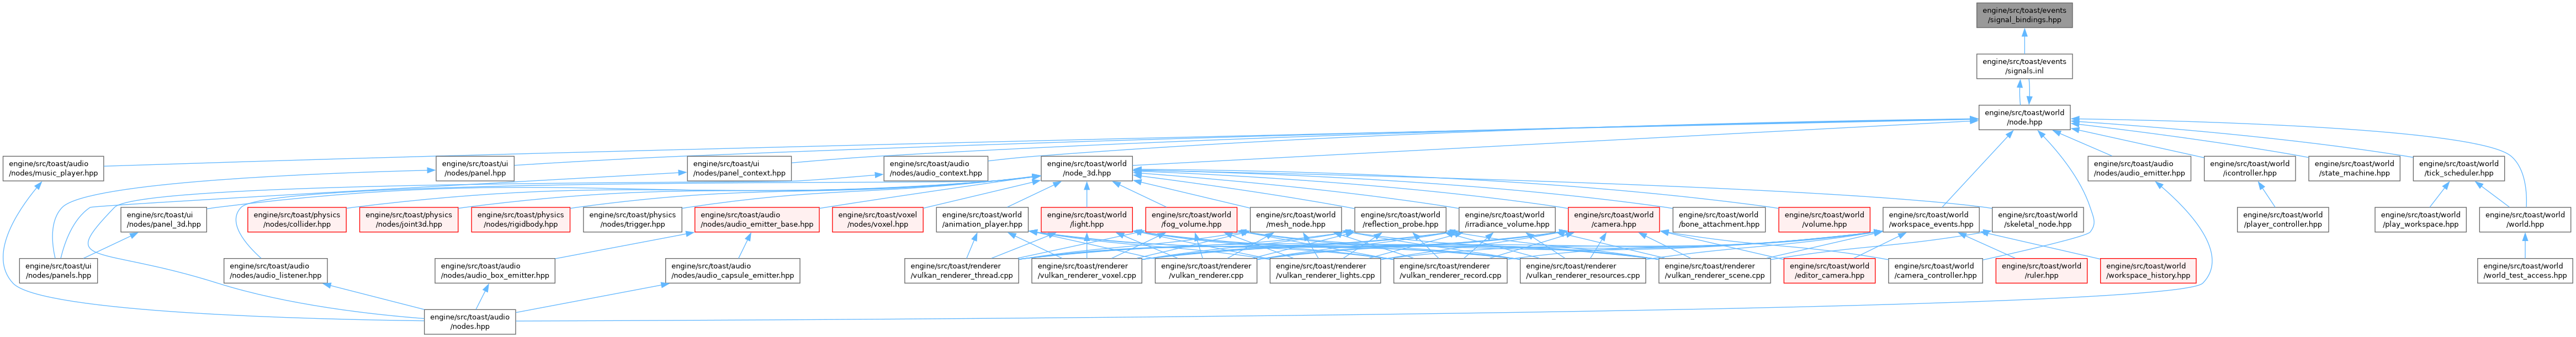 engine/src/toast/events
/signal_bindings.hpp
engine/src/toast/events
/signals.inl
engine/src/toast/world
/node.hpp
engine/src/toast/audio
/nodes/music_player.hpp
engine/src/toast/ui
/nodes/panel.hpp
engine/src/toast/ui
/nodes/panel_context.hpp
engine/src/toast/audio
/nodes/audio_context.hpp
engine/src/toast/world
/node_3d.hpp
engine/src/toast/audio
/nodes/audio_emitter.hpp
engine/src/toast/world
/icontroller.hpp
engine/src/toast/world
/state_machine.hpp
engine/src/toast/world
/tick_scheduler.hpp
engine/src/toast/ui
/nodes/panel_3d.hpp
engine/src/toast/physics
/nodes/collider.hpp
engine/src/toast/physics
/nodes/joint3d.hpp
engine/src/toast/physics
/nodes/rigidbody.hpp
engine/src/toast/physics
/nodes/trigger.hpp
engine/src/toast/audio
/nodes/audio_emitter_base.hpp
engine/src/toast/voxel
/nodes/voxel.hpp
engine/src/toast/world
/animation_player.hpp
engine/src/toast/world
/light.hpp
engine/src/toast/world
/fog_volume.hpp
engine/src/toast/world
/mesh_node.hpp
engine/src/toast/world
/reflection_probe.hpp
engine/src/toast/world
/irradiance_volume.hpp
engine/src/toast/world
/camera.hpp
engine/src/toast/world
/bone_attachment.hpp
engine/src/toast/world
/volume.hpp
engine/src/toast/world
/workspace_events.hpp
engine/src/toast/world
/skeletal_node.hpp
engine/src/toast/world
/player_controller.hpp
engine/src/toast/world
/play_workspace.hpp
engine/src/toast/world
/world.hpp
engine/src/toast/ui
/nodes/panels.hpp
engine/src/toast/audio
/nodes/audio_listener.hpp
engine/src/toast/audio
/nodes/audio_box_emitter.hpp
engine/src/toast/audio
/nodes/audio_capsule_emitter.hpp
engine/src/toast/renderer
/vulkan_renderer_thread.cpp
engine/src/toast/renderer
/vulkan_renderer_voxel.cpp
engine/src/toast/renderer
/vulkan_renderer.cpp
engine/src/toast/renderer
/vulkan_renderer_lights.cpp
engine/src/toast/renderer
/vulkan_renderer_record.cpp
engine/src/toast/renderer
/vulkan_renderer_resources.cpp
engine/src/toast/renderer
/vulkan_renderer_scene.cpp
engine/src/toast/world
/editor_camera.hpp
engine/src/toast/world
/camera_controller.hpp
engine/src/toast/world
/ruler.hpp
engine/src/toast/world
/workspace_history.hpp
engine/src/toast/world
/world_test_access.hpp
engine/src/toast/audio
/nodes.hpp